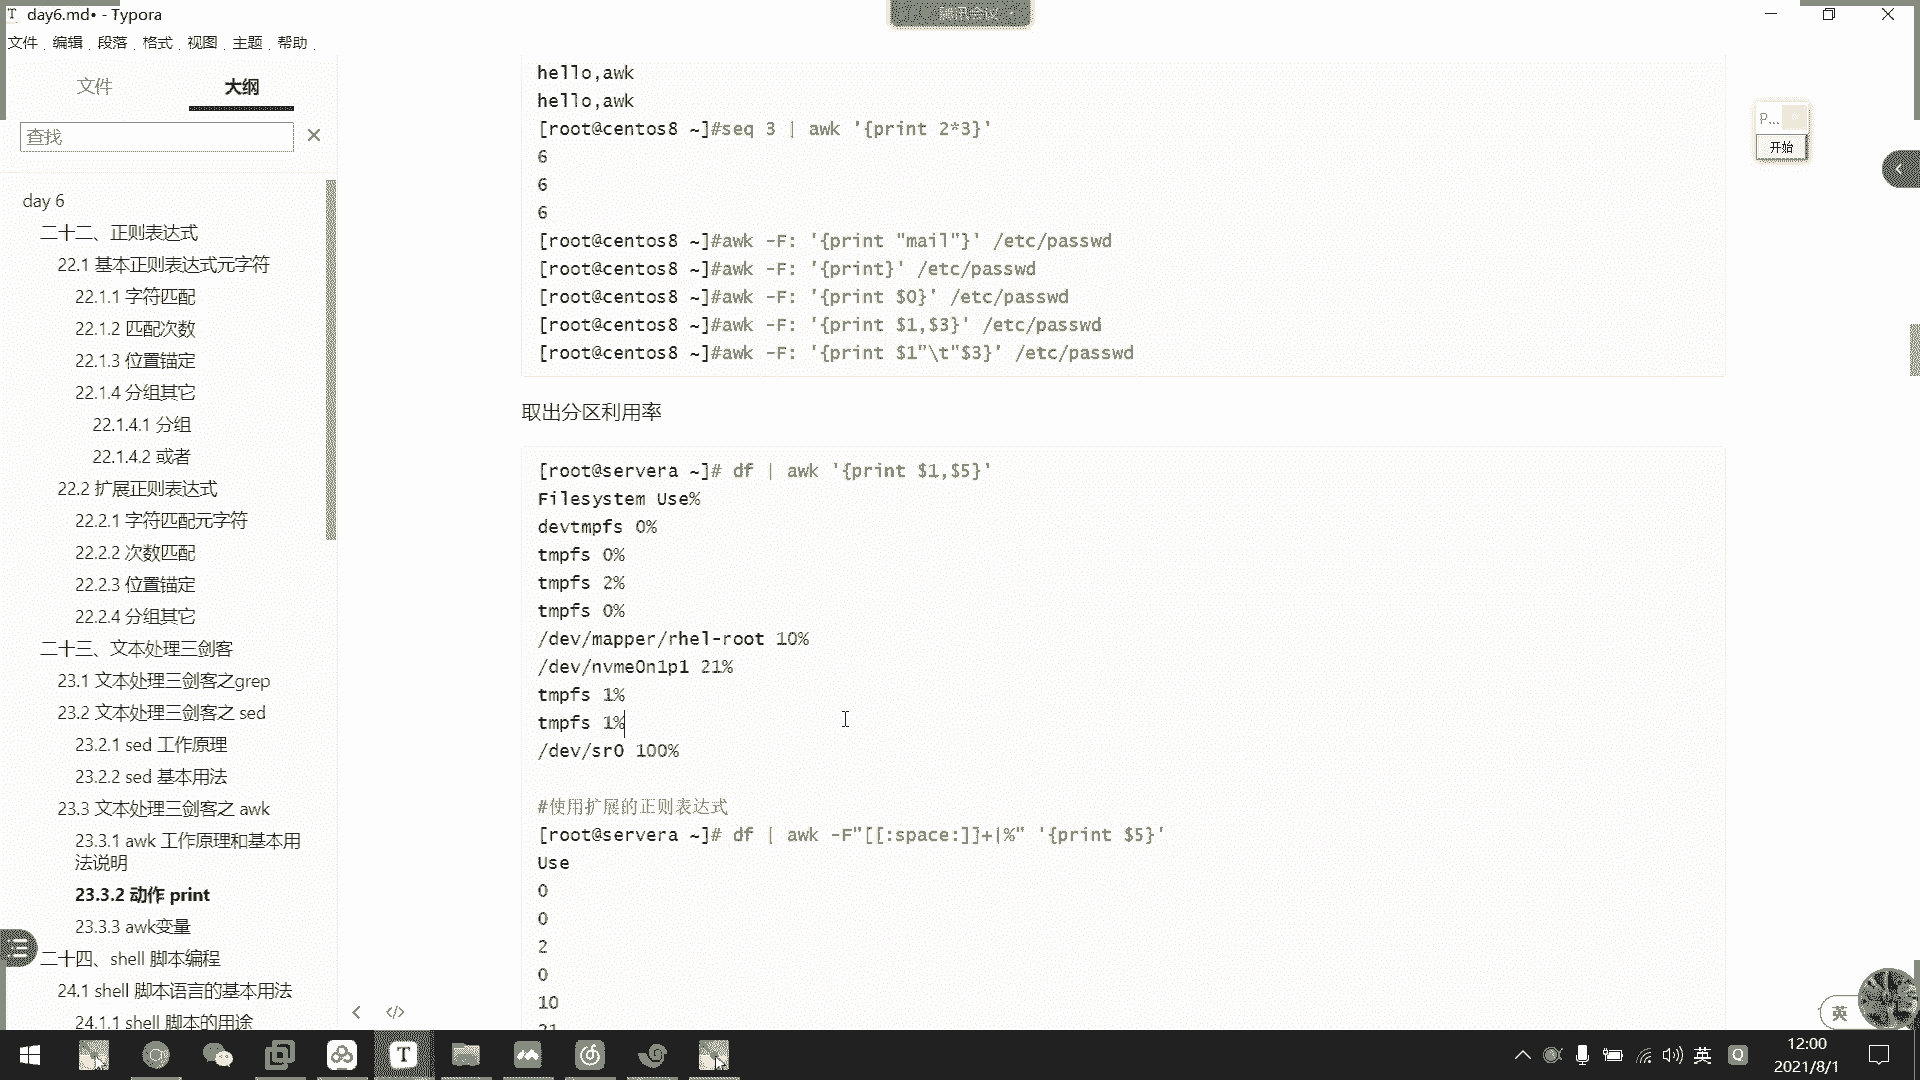 day6.md• - Typora
腾讯会议
文件 编辑 段落 格式 视图 主题 帮助
文件
大纲
查找
day 6
二十二、正则表达式
22.1 基本正则表达式元字符
22.1.1 字符匹配
22.1.2 匹配次数
22.1.3 位置锚定
22.1.4 分组其它
22.1.4.1 分组
22.1.4.2 或者
22.2 扩展正则表达式
22.2.1 字符匹配元字符
22.2.2 次数匹配
22.2.3 位置锚定
22.2.4 分组其它
二十三、文本处理三剑客
23.1 文本处理三剑客之grep
23.2 文本处理三剑客之 sed
23.2.1 sed 工作原理
23.2.2 sed 基本用法
23.3 文本处理三剑客之 awk
23.3.1 awk 工作原理和基本用
法说明
23.3.2 动作 print
23.3.3 awk变量
二十四、shell 脚本编程
24.1 shell 脚本语言的基本用法
24.1.1 shell 脚本的用途
hello,awk
hello,awk
[root@centos8 ~]#seq 3 | awk '{print 2*3}'
6
6
6
[root@centos8 ~]#awk -F: '{print "mail"}' /etc/passwd
[root@centos8 ~]#awk -F: '{print}' /etc/passwd
[root@centos8 ~]#awk -F: '{print $0}' /etc/passwd
[root@centos8 ~]#awk -F: '{print $1,$3}' /etc/passwd
[root@centos8 ~]#awk -F: '{print $1"\t"$3}' /etc/passwd
取出分区利用率
[root@servera ~]# df | awk '{print $1,$5}'
Filesystem Use%
devtmpfs 0%
tmpfs 0%
tmpfs 2%
tmpfs 0%
/dev/mapper/rhel-root 10%
/dev/nvme0n1p1 21%
tmpfs 1%
tmpfs 1%
/dev/sr0 100%
#使用扩展的正则表达式
[root@servera ~]# df | awk -F"[[:space:]]+|%" '{print $5}'
Use
0
0
2
0
10
21
P...
开始
英
英
12:00
2021/8/1